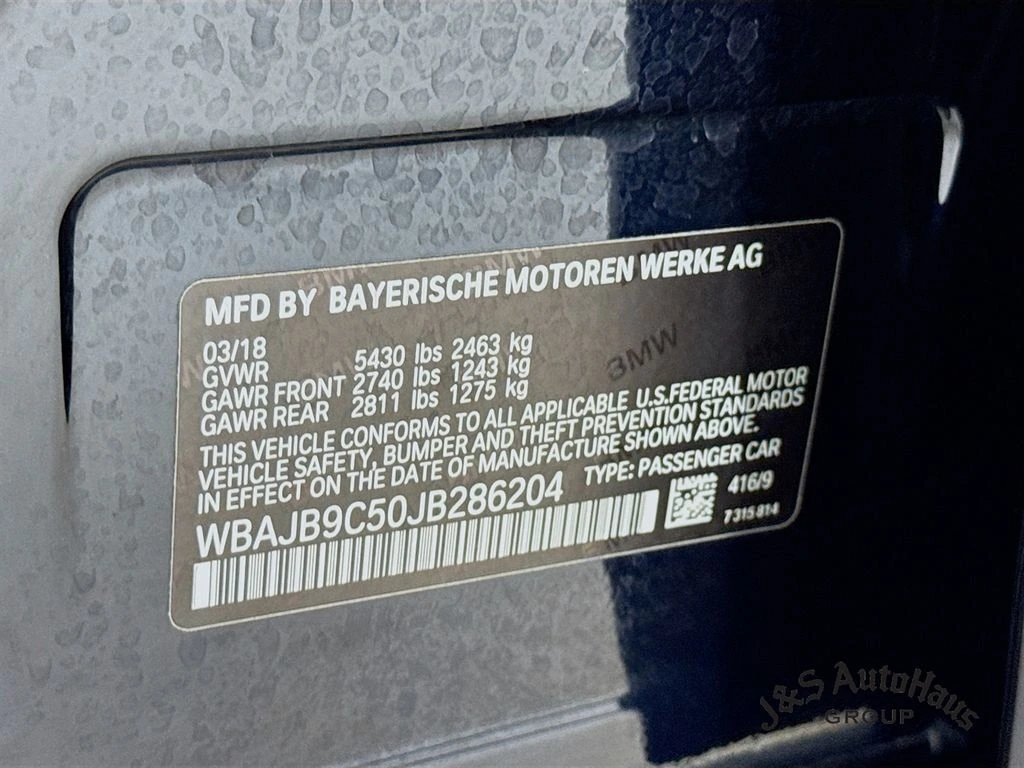 MFD BY BAYERISCHE MOTOREN WERKE AG
03/18
GVWR 5430 lbs 2463 kg
GAWR FRONT 2740 lbs 1243 kg
GAWR REAR 2811 lbs 1275 kg
THIS VEHICLE CONFORMS TO ALL APPLICABLE U.S.FEDERAL MOTOR
VEHICLE SAFETY, BUMPER AND THEFT PREVENTION STANDARDS
IN EFFECT ON THE DATE OF MANUFACTURE SHOWN ABOVE.
WBAJB9C50JB286204 TYPE: PASSENGER CAR
416/9
7315814
BMW
BMW
BMW
J&S AutoHaus
GROUP